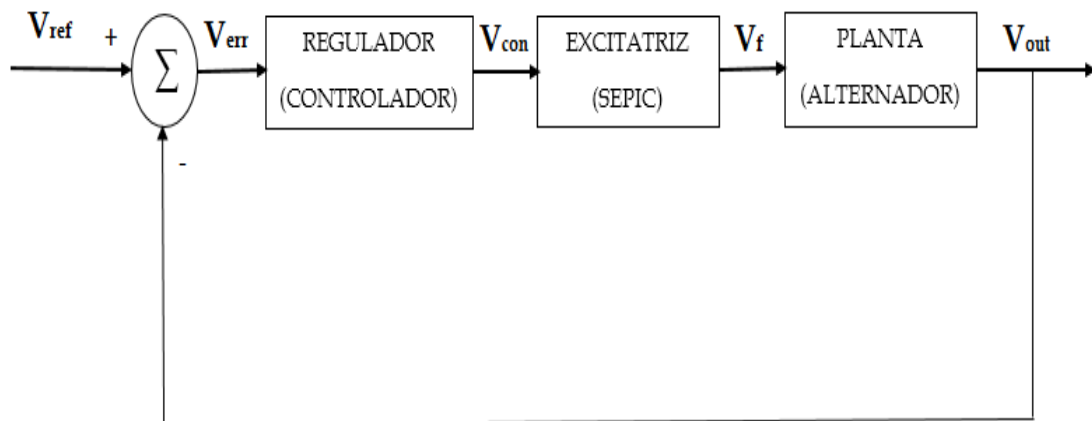 Vref
+
Σ
-
Verr
REGULADOR
(CONTROLADOR)
Vcon
EXCITATRIZ
(SEPIC)
Vf
PLANTA
(ALTERNADOR)
Vout